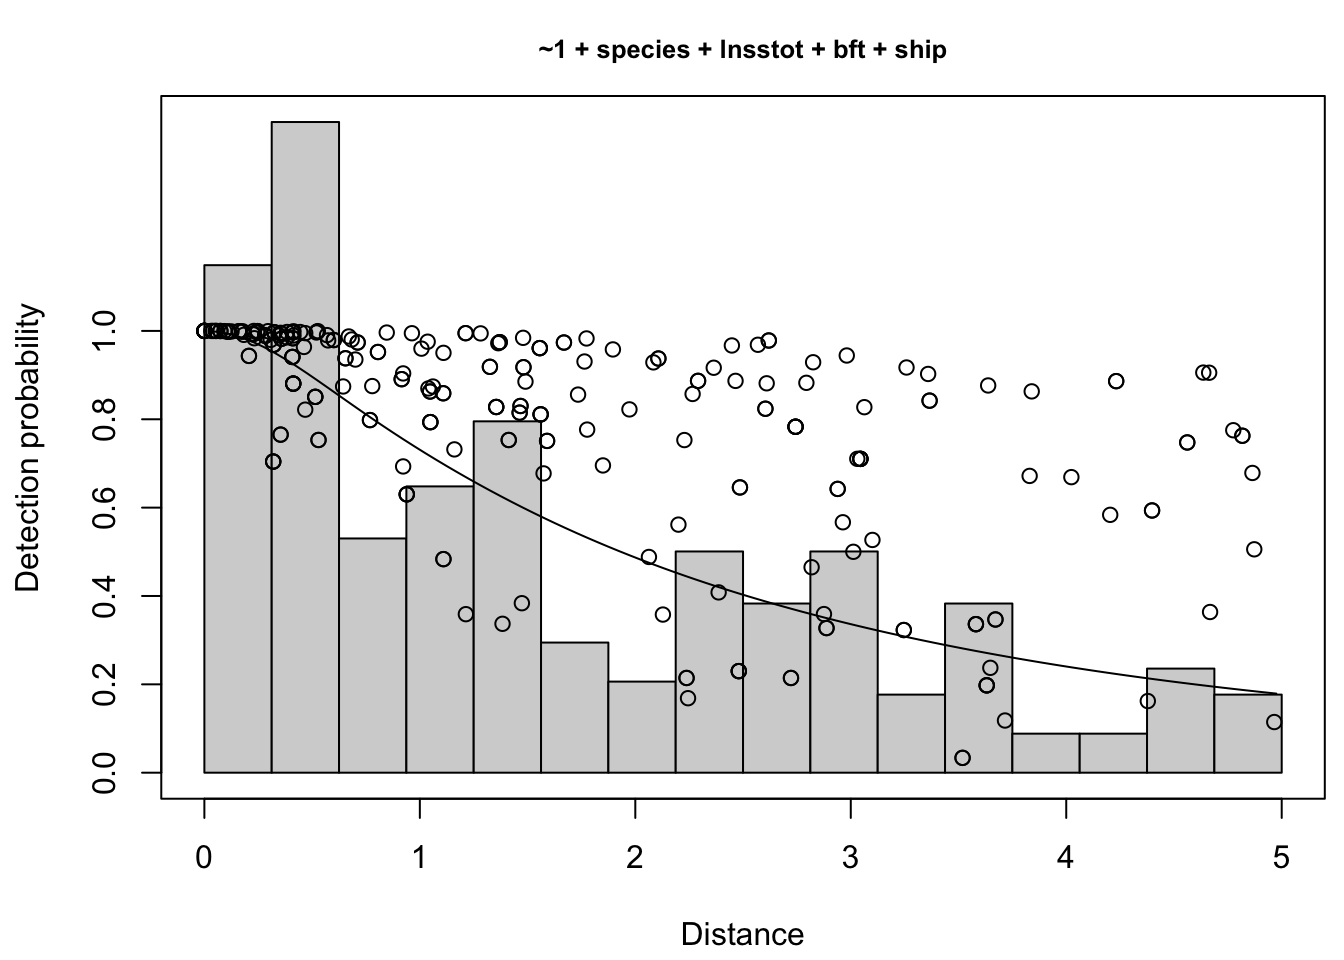 ~1 + species + lnsstot + bft + ship
Detection probability
1.0
0.8
0.6
0.4
0.2
0.0
0 1 2 3 4 5
Distance